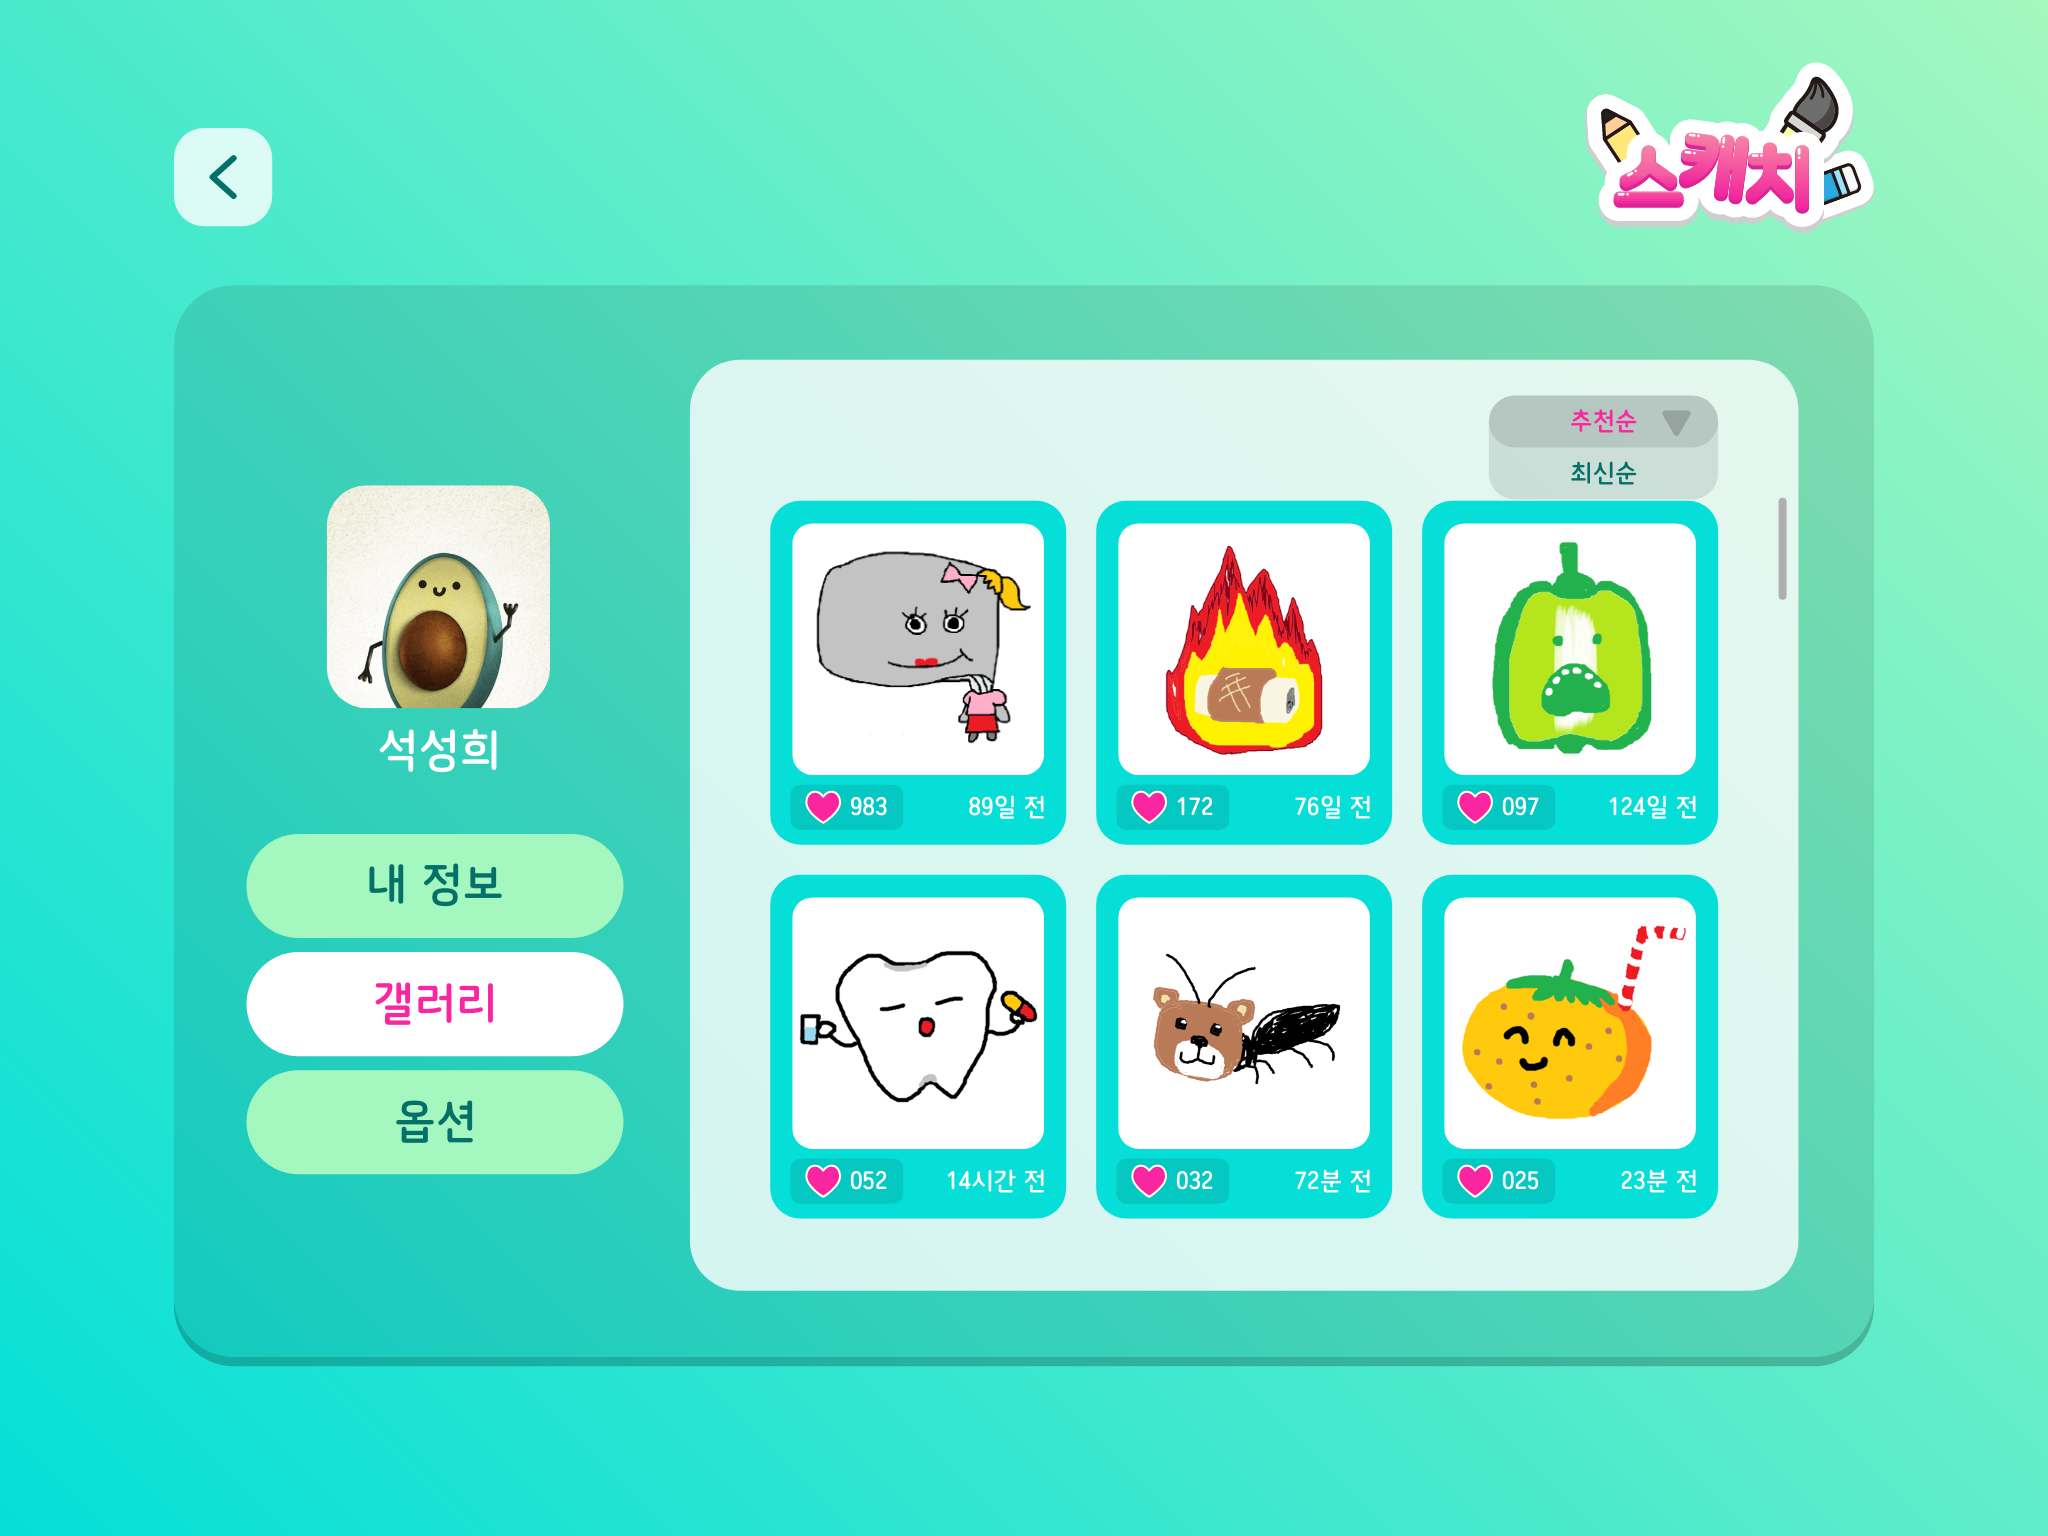 스캐치
추천순
최신순
석성희
내 정보
갤러리
옵션
983 89일 전
172 76일 전
097 124일 전
052 14시간 전
032 72분 전
025 23분 전